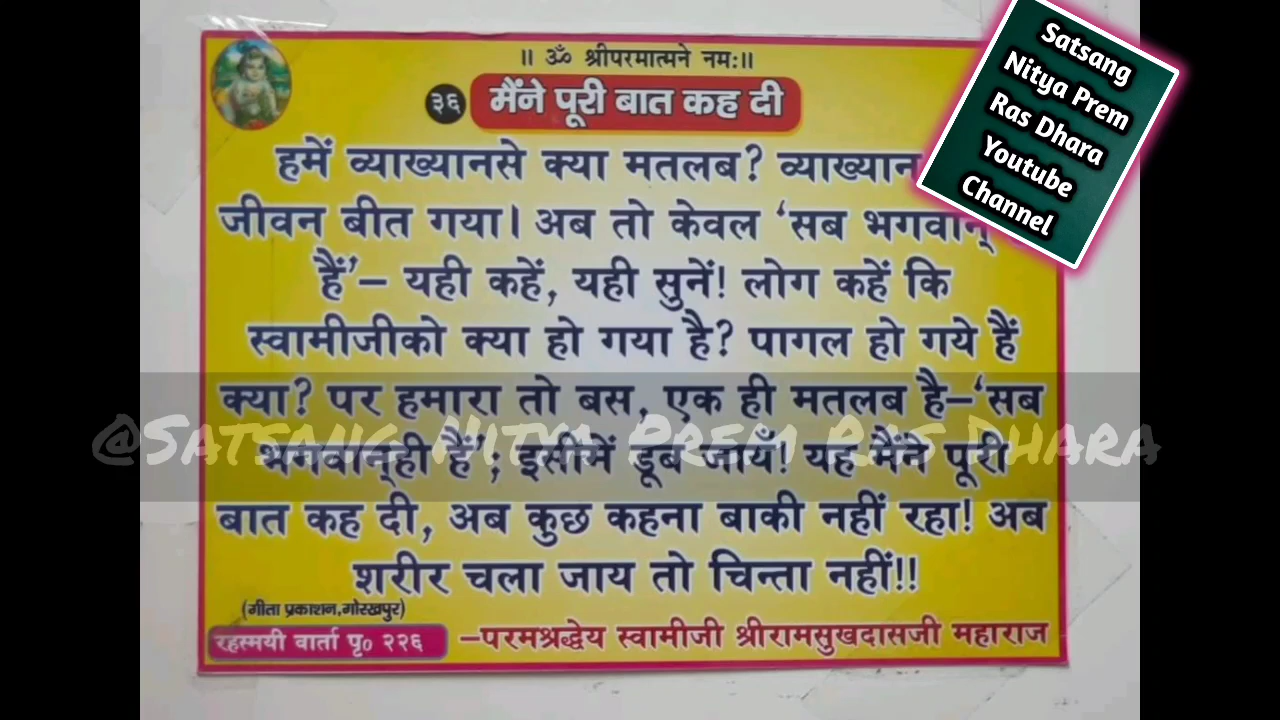 ॥ ॐ श्रीपरमात्मने नमः॥
३६ मैंने पूरी बात कह दी
हमें व्याख्यानसे क्या मतलब? व्याख्यान
जीवन बीत गया। अब तो केवल ‘सब भगवान्
हैं’– यही कहें, यही सुनें! लोग कहें कि
स्वामीजीको क्या हो गया है? पागल हो गये हैं
क्या? पर हमारा तो बस, एक ही मतलब है–‘सब
भगवान्‌ही हैं’; इसीमें डूब जायँ! यह मैंने पूरी
बात कह दी, अब कुछ कहना बाकी नहीं रहा! अब
शरीर चला जाय तो चिन्ता नहीं!!
(गीता प्रकाशन,गोरखपुर)
रहस्मयी वार्ता पृ० २२६
–परमश्रद्धेय स्वामीजी श्रीरामसुखदासजी महाराज
Satsang
Nitya Prem
Ras Dhara
Youtube
Channel
@Satsang Nitya Prem Ras Dhara